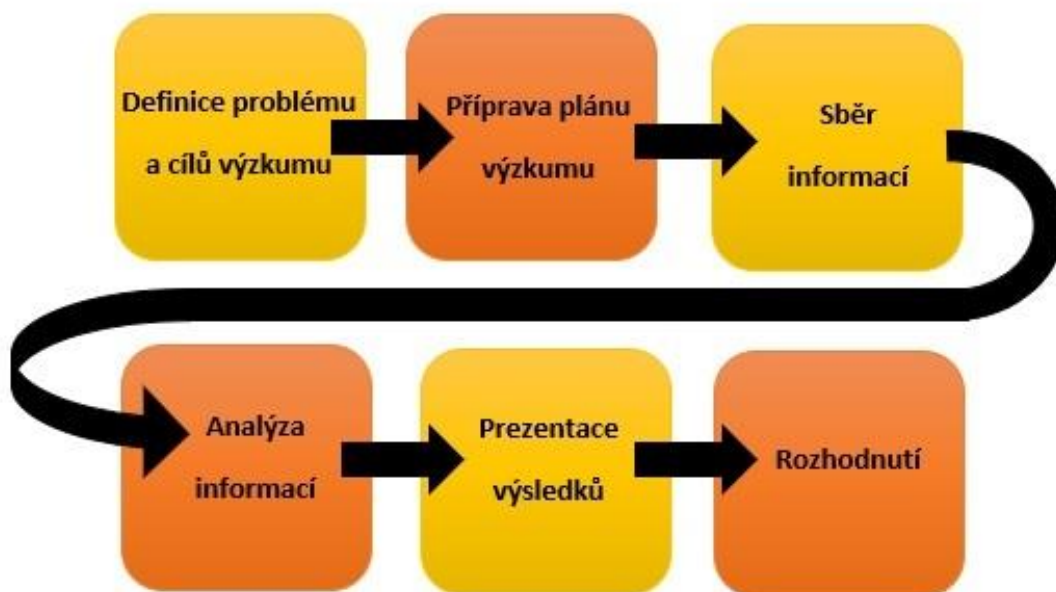 Definice problému
a cílů výzkumu
Příprava plánu
výzkumu
Sběr
informací
Analýza
informací
Prezentace
výsledků
Rozhodnutí